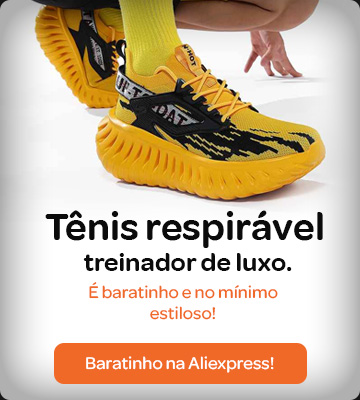 Tênis respirável
treinador de luxo.
É baratinho e no mínimo
estiloso!
Baratinho na Aliexpress!